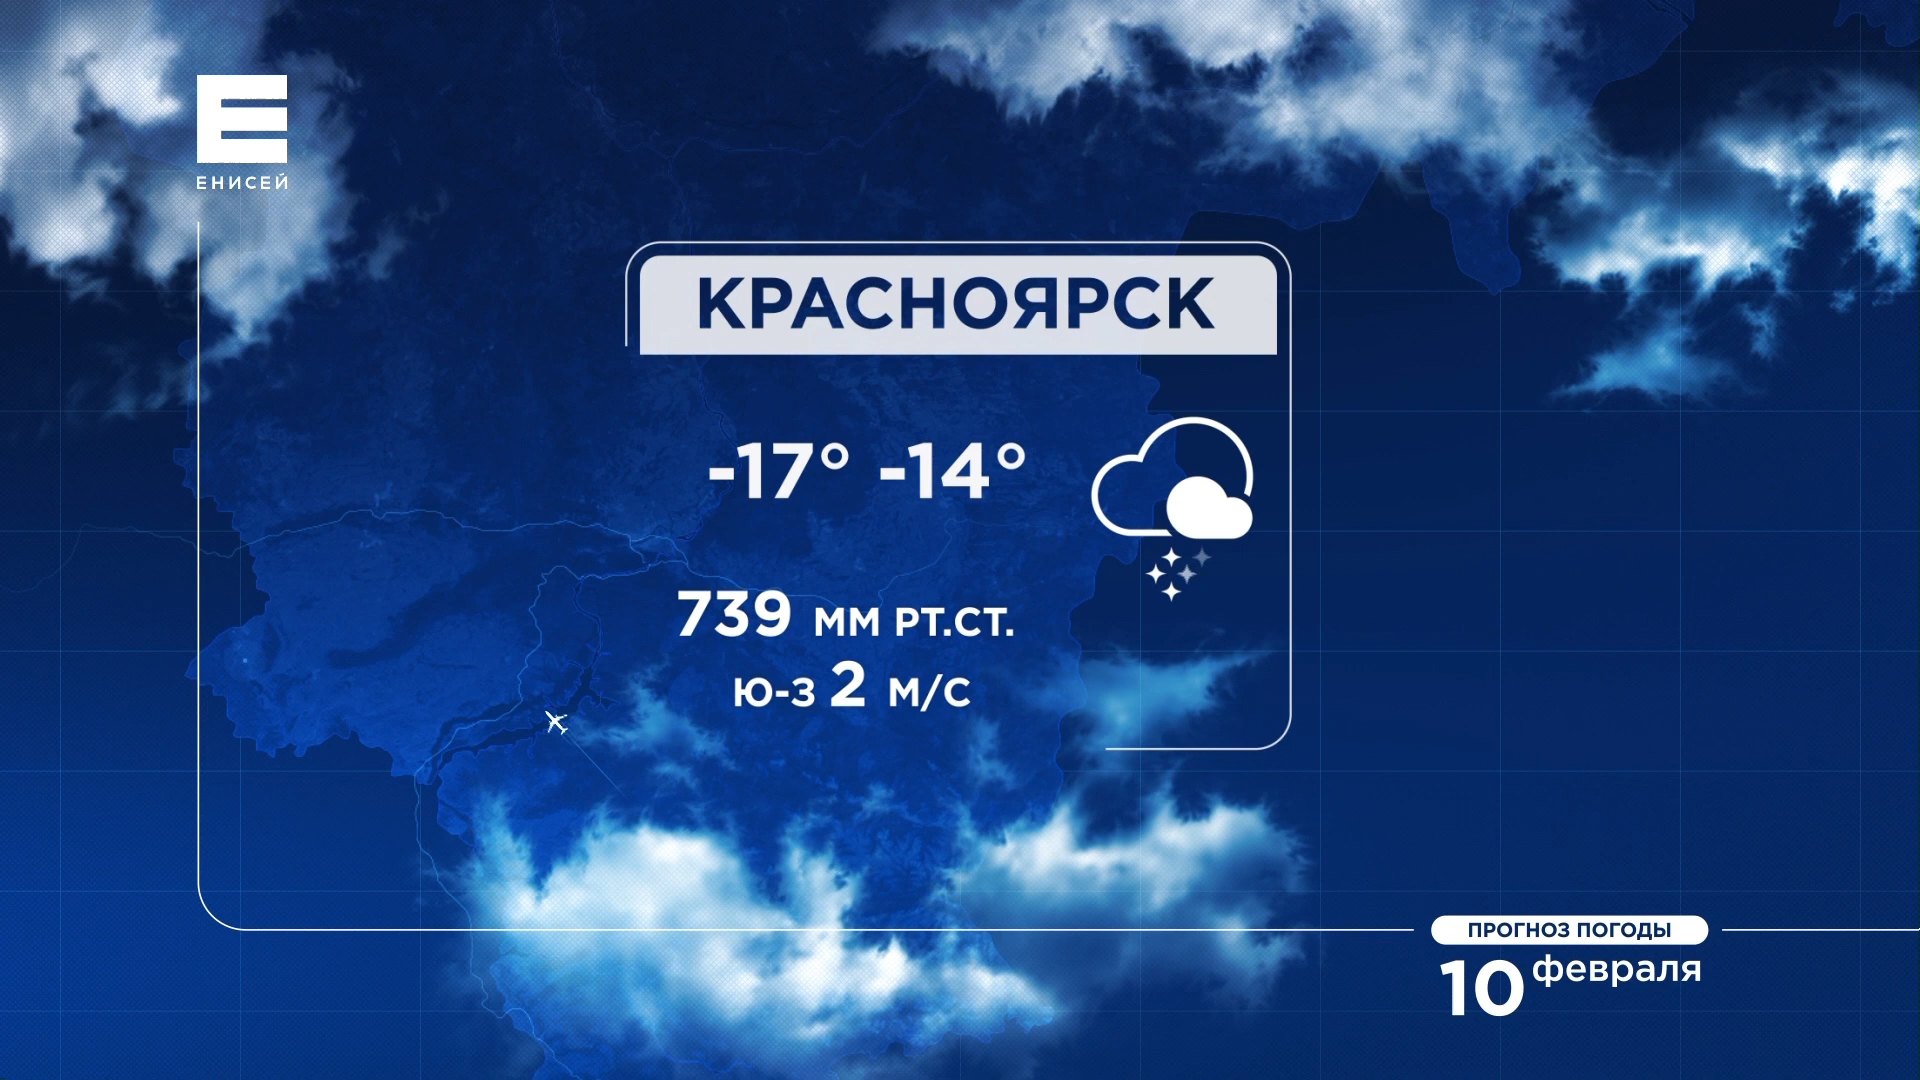 ЕНИСЕЙ
КРАСНОЯРСК
-17° -14°
739 ММ РТ.СТ.
Ю-З 2 М/С
ПРОГНОЗ ПОГОДЫ
10 февраля